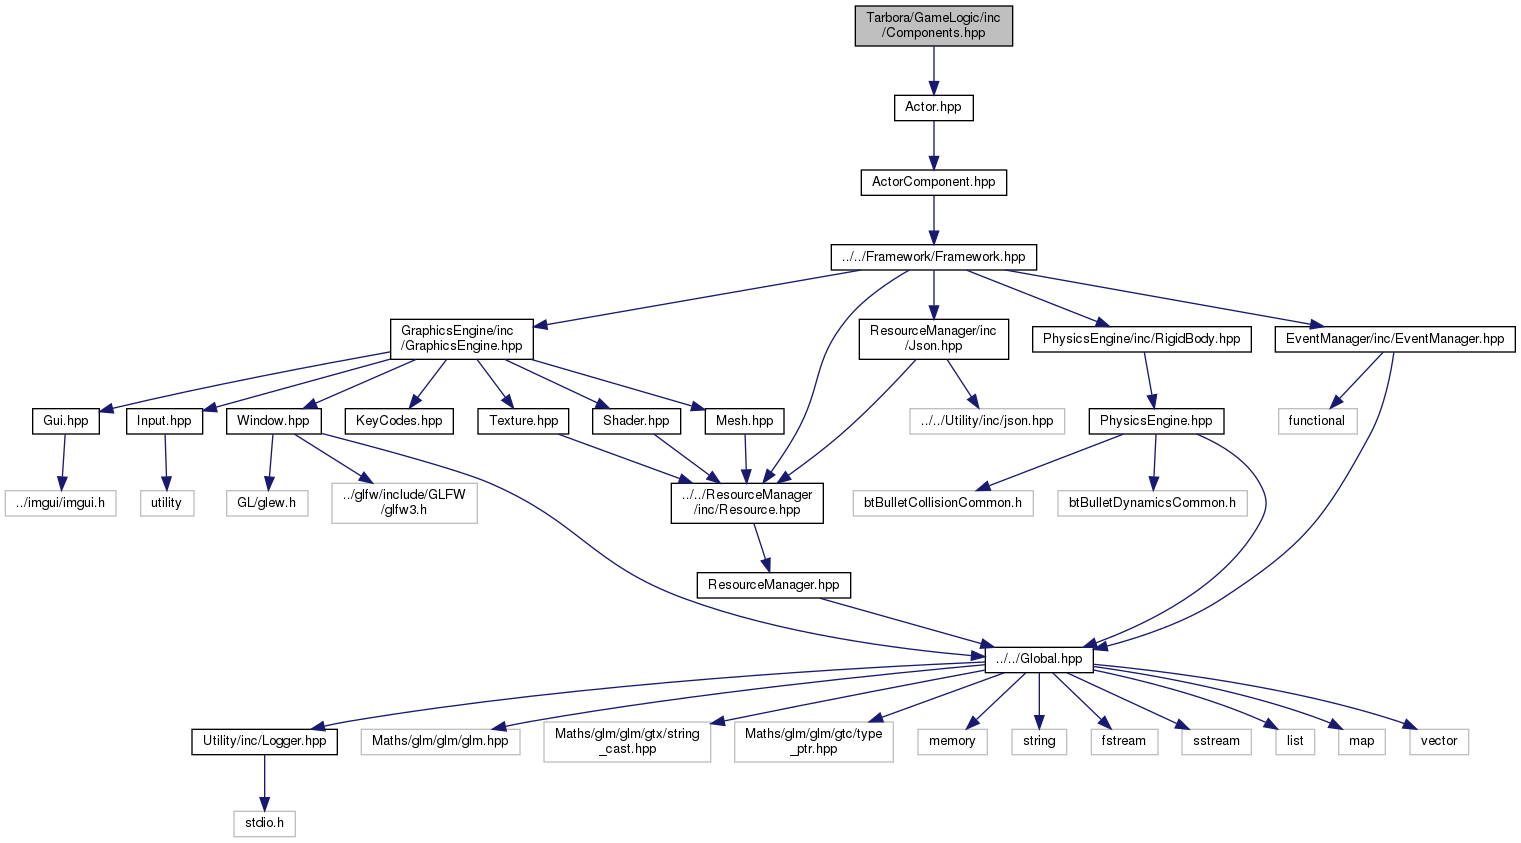 Tarbora/GameLogic/inc
/Components.hpp
Actor.hpp
ActorComponent.hpp
../../Framework/Framework.hpp
GraphicsEngine/inc
/GraphicsEngine.hpp
ResourceManager/inc
/Json.hpp
PhysicsEngine/inc/RigidBody.hpp
EventManager/inc/EventManager.hpp
Gui.hpp
Input.hpp
Window.hpp
KeyCodes.hpp
Texture.hpp
Shader.hpp
Mesh.hpp
../../Utility/inc/json.hpp
PhysicsEngine.hpp
functional
../imgui/imgui.h
utility
GL/glew.h
../glfw/include/GLFW
/glfw3.h
../../ResourceManager
/inc/Resource.hpp
btBulletCollisionCommon.h
btBulletDynamicsCommon.h
ResourceManager.hpp
../../Global.hpp
Utility/inc/Logger.hpp
Maths/glm/glm/glm.hpp
Maths/glm/glm/gtx/string
_cast.hpp
Maths/glm/glm/gtc/type
_ptr.hpp
memory
string
fstream
sstream
list
map
vector
stdio.h